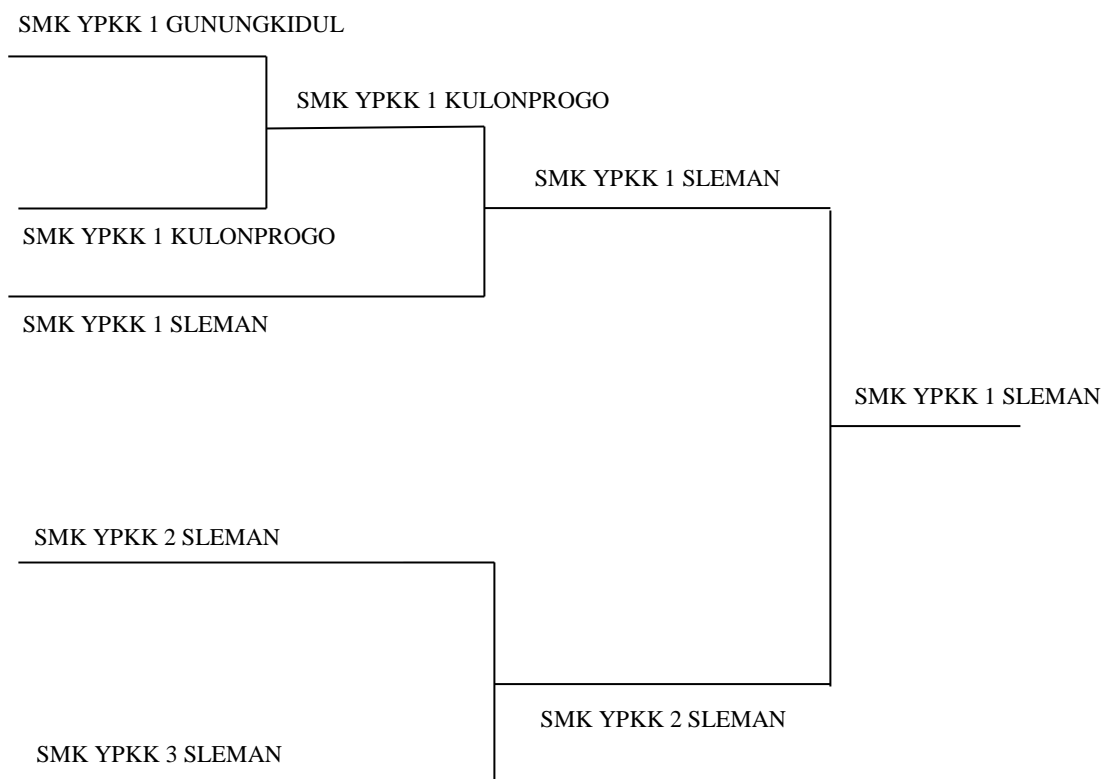 SMK YPKK 1 GUNUNGKIDUL
SMK YPKK 1 KULONPROGO
SMK YPKK 1 SLEMAN
SMK YPKK 1 KULONPROGO
SMK YPKK 1 SLEMAN
SMK YPKK 1 SLEMAN
SMK YPKK 2 SLEMAN
SMK YPKK 2 SLEMAN
SMK YPKK 3 SLEMAN